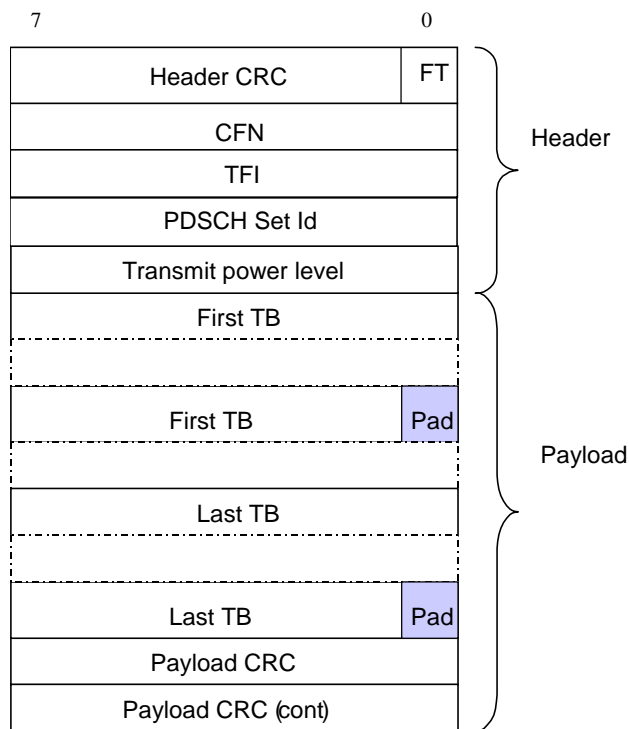 7 0
Header CRC FT
CFN
Header
TFI
PDSCH Set Id
Transmit power level
First TB
First TB Pad
Payload
Last TB
Last TB Pad
Payload CRC
Payload CRC (cont)